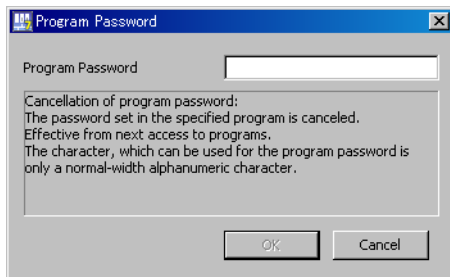 Program Password
Program Password
Cancellation of program password:
The password set in the specified program is canceled.
Effective from next access to programs.
The character, which can be used for the program password is
only a normal-width alphanumeric character.
OK
Cancel